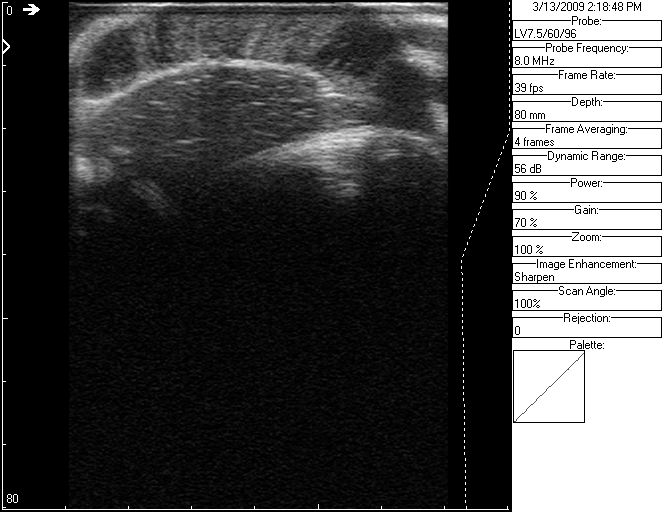 0
80
3/13/2009 2:18:48 PM
Probe:
LV7.5/60/96
Probe Frequency:
8.0 MHz
Frame Rate:
39 fps
Depth:
80 mm
Frame Averaging:
4 frames
Dynamic Range:
56 dB
Power:
90 %
Gain:
70 %
Zoom:
100 %
Image Enhancement:
Sharpen
Scan Angle:
100%
Rejection:
0
Palette: